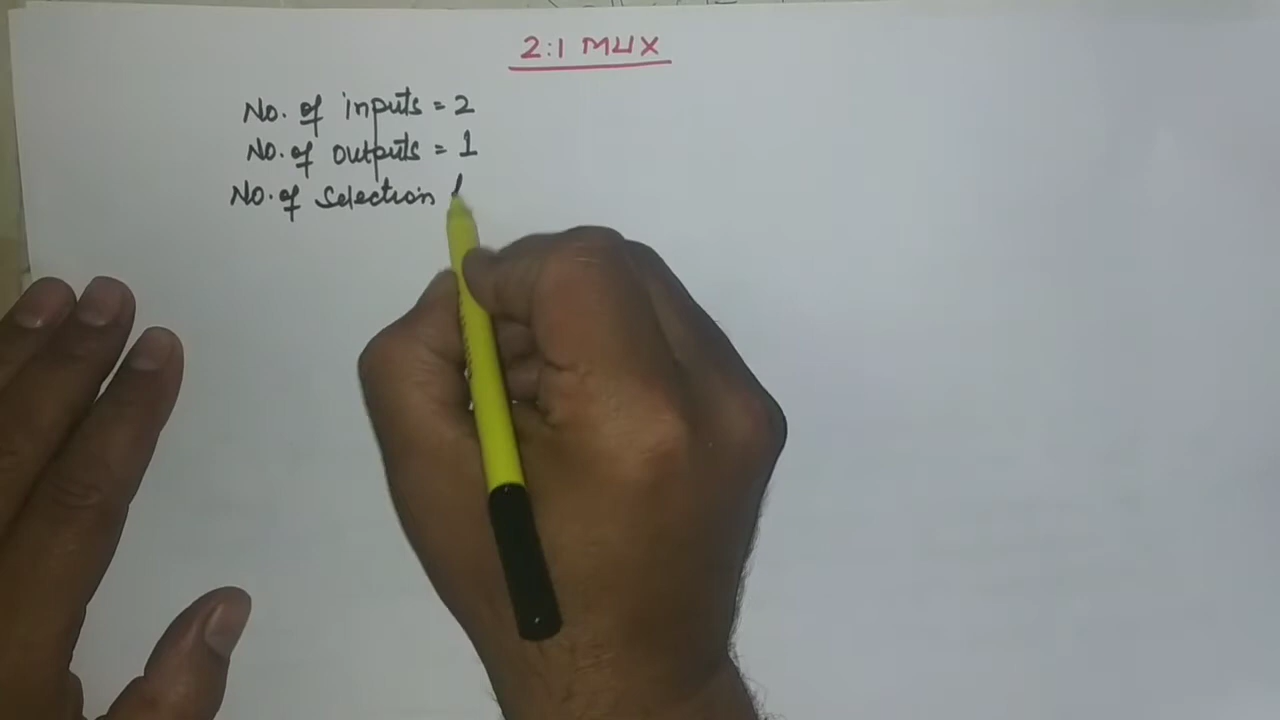 2:1 MUX
No. of inputs = 2
No. of outputs = 1
No. of Selection l